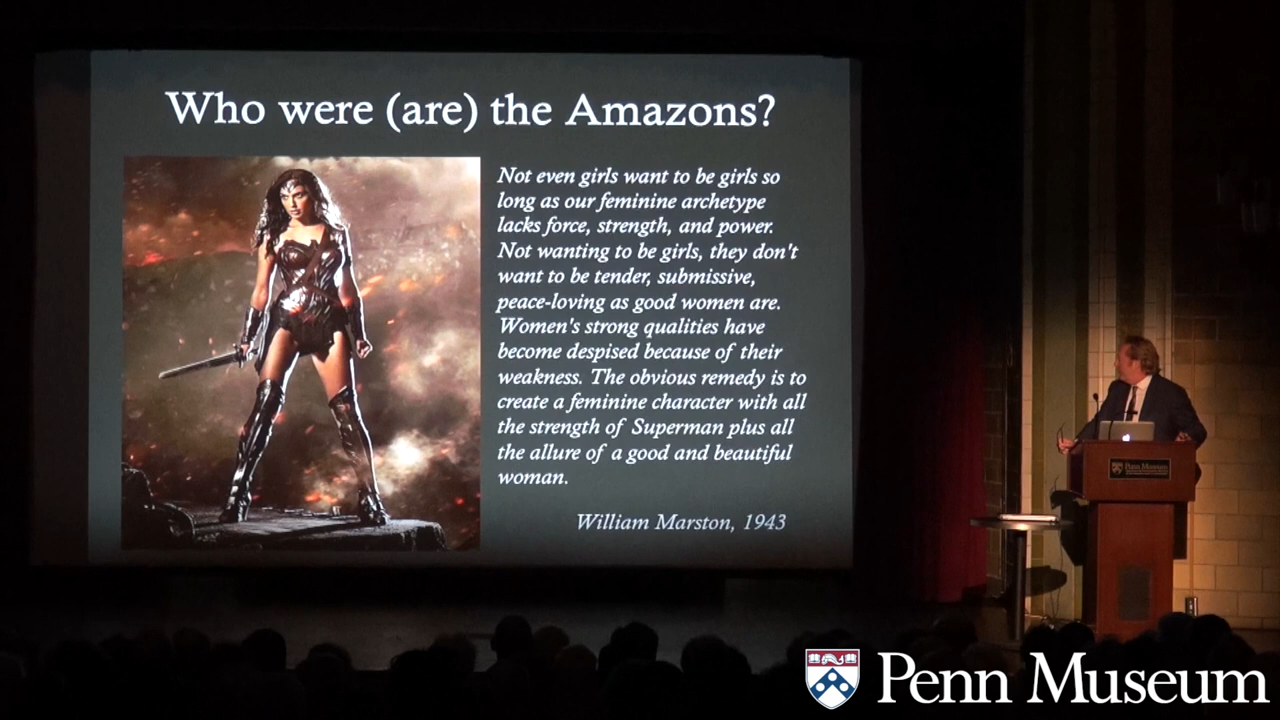 Who were (are) the Amazons?
Not even girls want to be girls so
long as our feminine archetype
lacks force, strength, and power.
Not wanting to be girls, they don't
want to be tender, submissive,
peace-loving as good women are.
Women's strong qualities have
become despised because of their
weakness. The obvious remedy is to
create a feminine character with all
the strength of Superman plus all
the allure of a good and beautiful
woman.
William Marston, 1943
Penn Museum
Penn Museum